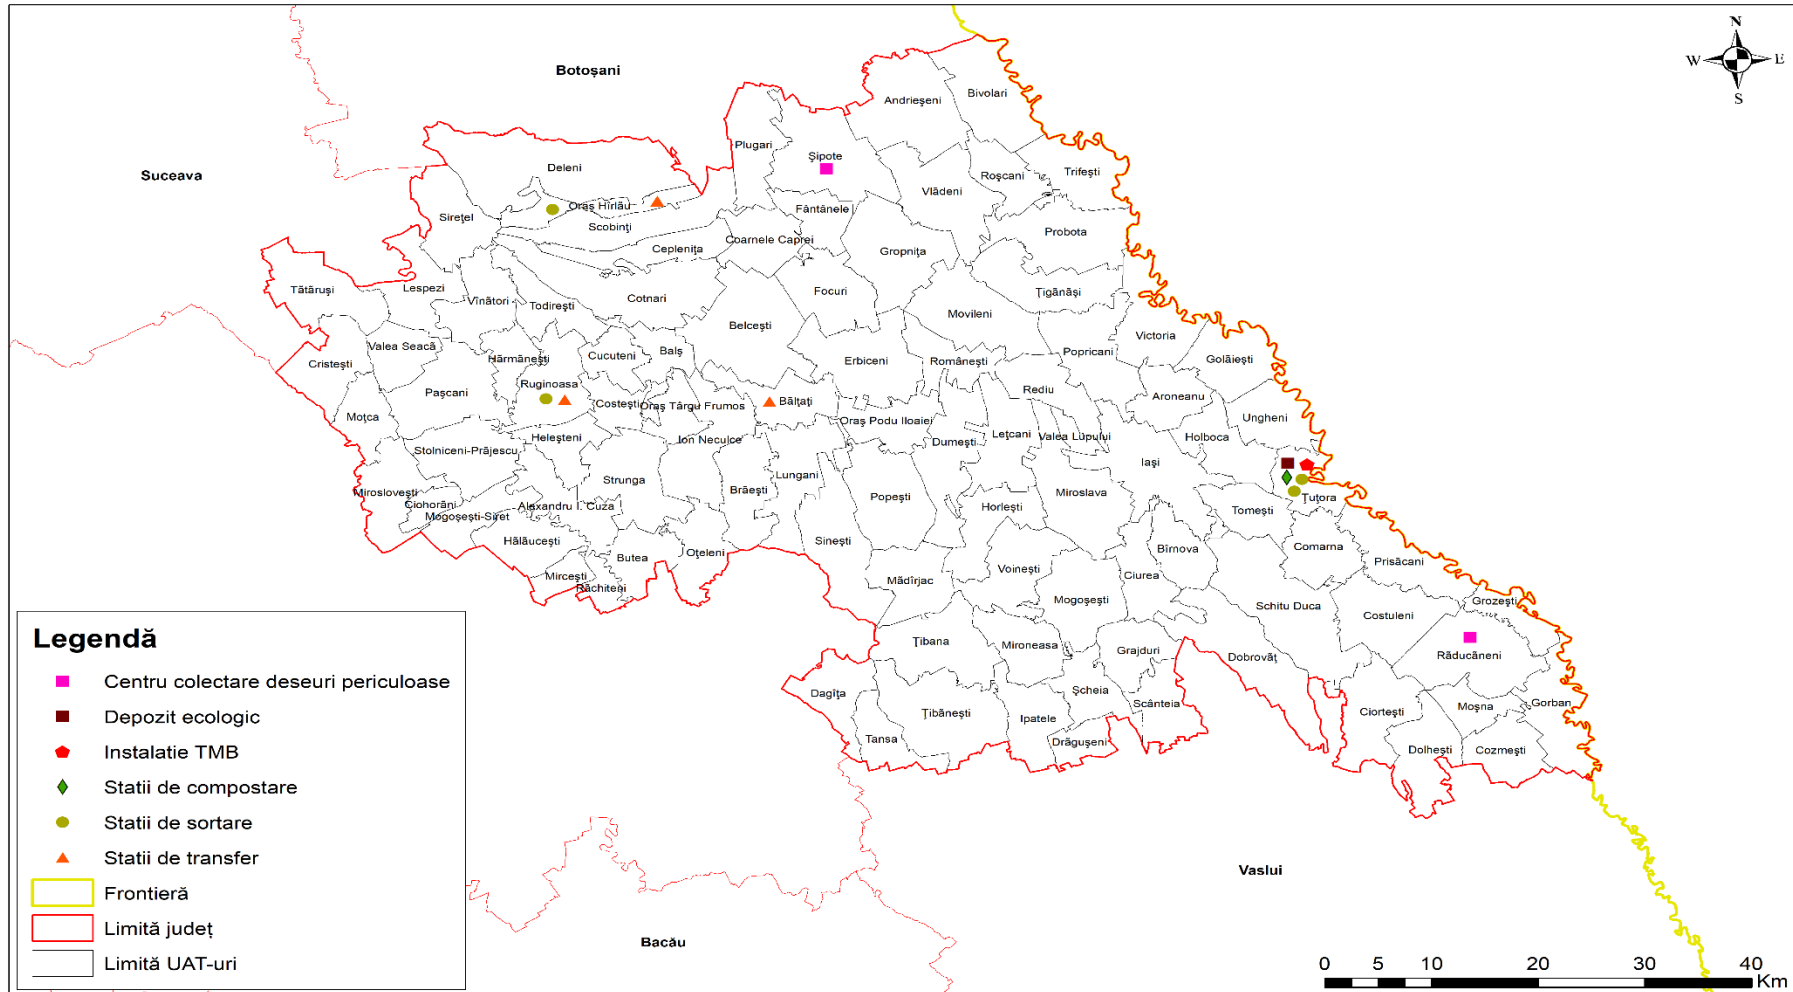 N
W
E
S
Botoșani
Suceava
Vaslui
Bacău
Bivolari
Andrieşeni
Plugari
Şipote
Deleni
Trifeşti
Roşcani
Vlădeni
Oraş Hîrlău
Fântânele
Sireţel
Scobinţi
Probota
Coarnele Caprei
Ceplenița
Gropniţa
Tătăruşi
Lespezi
Vînători
Todireşti
Cotnari
Focuri
Ţigănăşi
Movileni
Belceşti
Victoria
Valea Seacă
Hărmăneşti
Cucuteni
Balş
Popricani
Golăieşti
Cristeşti
Erbiceni
Româneşti
Ruginoasa
Paşcani
Rediu
Aroneanu
Costeşti
Oraş Târgu Frumos
Bălţaţi
Moţca
Oraş Podu Iloaiei
Ungheni
Heleşteni
Ion Neculce
Dumeşti
Leţcani
Valea Lupului
Holboca
Stolniceni-Prăjescu
Iaşi
Strunga
Lungani
Mirosloveşti
Brăeşti
Popeşti
Miroslava
Ţuţora
Ciohorăni
Alexandru I. Cuza
Horleşti
Tomeşti
Mogoşeşti-Siret
Hălăuceşti
Sineşti
Butea
Oţeleni
Bîrnova
Comarna
Prisăcani
Mirceşti
Răchiteni
Mădîrjac
Voineşti
Ciurea
Mogoşeşti
Schitu Duca
Grozeşti
Costuleni
Ţibana
Mironeasa
Grajduri
Dobrovăţ
Răducăneni
Dagîţa
Şcheia
Scânteia
Ţibăneşti
Ipatele
Ciorteşti
Moşna
Gorban
Tansa
Drăguşeni
Dolheşti
Cozmeşti
Legendă
Centru colectare deseuri periculoase
Depozit ecologic
Instalatie TMB
Statii de compostare
Statii de sortare
Statii de transfer
Frontieră
Limită județ
Limită UAT-uri
0 5 10 20 30 40
Km